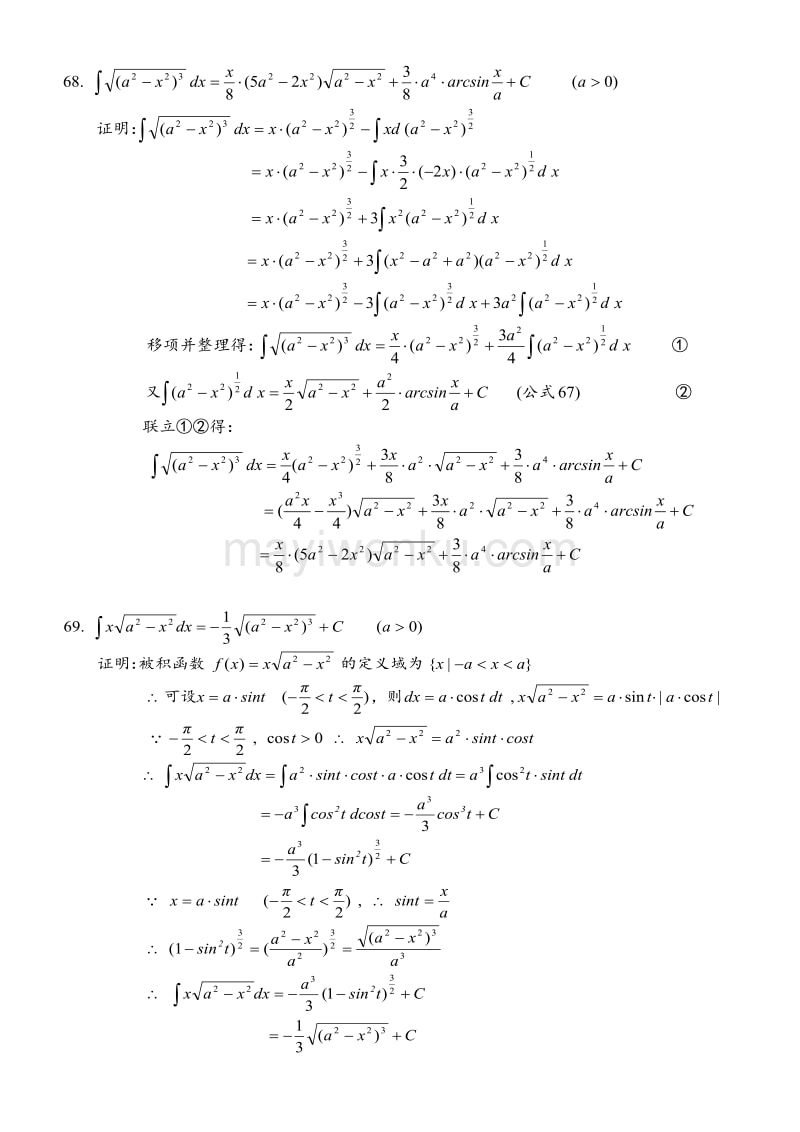 68. ∫√(a²−x²)³ dx = x/8·(5a²−2x²)√a²−x² + 3/8·a⁴·arcsin x/a + C (a>0)
证明:∫√(a²−x²)³ dx = x·(a²−x²)^3/2 − ∫xd(a²−x²)^3/2
= x·(a²−x²)^3/2 − ∫x·3/2·(−2x)·(a²−x²)^1/2 d x
= x·(a²−x²)^3/2 + 3∫x²(a²−x²)^1/2 d x
= x·(a²−x²)^3/2 + 3∫(x²−a²+a²)(a²−x²)^1/2 d x
= x·(a²−x²)^3/2 − 3∫(a²−x²)^3/2 d x + 3a²∫(a²−x²)^1/2 d x
移项并整理得:∫√(a²−x²)³ dx = x/4·(a²−x²)^3/2 + 3a²/4 ∫(a²−x²)^1/2 d x ①
又∫(a²−x²)^1/2 d x = x/2 √a²−x² + a²/2·arcsin x/a + C (公式67) ②
联立①②得:
∫√(a²−x²)³ dx = x/4(a²−x²)^3/2 + 3x/8·a²·√a²−x² + 3/8·a⁴·arcsin x/a + C
= (a²x/4 − x³/4)√a²−x² + 3x/8·a²·√a²−x² + 3/8·a⁴·arcsin x/a + C
= x/8·(5a²−2x²)√a²−x² + 3/8·a⁴·arcsin x/a + C
mayiwenku.com
69. ∫x√a²−x² dx = −1/3 √(a²−x²)³ + C (a>0)
证明:被积函数 f(x) = x√a²−x² 的定义域为 {x|−a<x<a}
∴ 可设x = a·sint (−π/2<t<π/2), 则dx = a·cost dt , x√a²−x² = a·sin t·|a·cost|
∵ −π/2<t<π/2 , cost>0 ∴ x√a²−x² = a²·sint·cost
∴ ∫x√a²−x² dx = ∫a²·sint·cost·a·cost dt = a³∫cos²t·sint dt
= −a³∫cos²t dcost = −a³/3 cos³t + C
= −a³/3 (1−sin²t)^3/2 + C
∵ x = a·sint (−π/2<t<π/2) , ∴ sint = x/a
∴ (1−sin²t)^3/2 = (a²−x²/a²)^3/2 = √(a²−x²)³/a³
∴ ∫x√a²−x² dx = −a³/3 (1−sin²t)^3/2 + C
= −1/3 √(a²−x²)³ + C